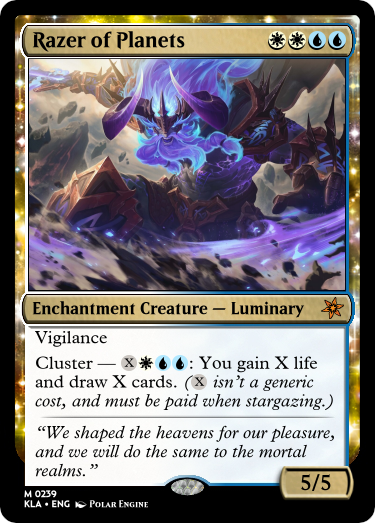 Razer of Planets
Enchantment Creature — Luminary
Vigilance
Cluster — X: You gain X life
and draw X cards. (X isn't a generic
cost, and must be paid when stargazing.)
“We shaped the heavens for our pleasure,
and we will do the same to the mortal
realms.”
5/5
M 0239
KLA • ENG Polar Engine